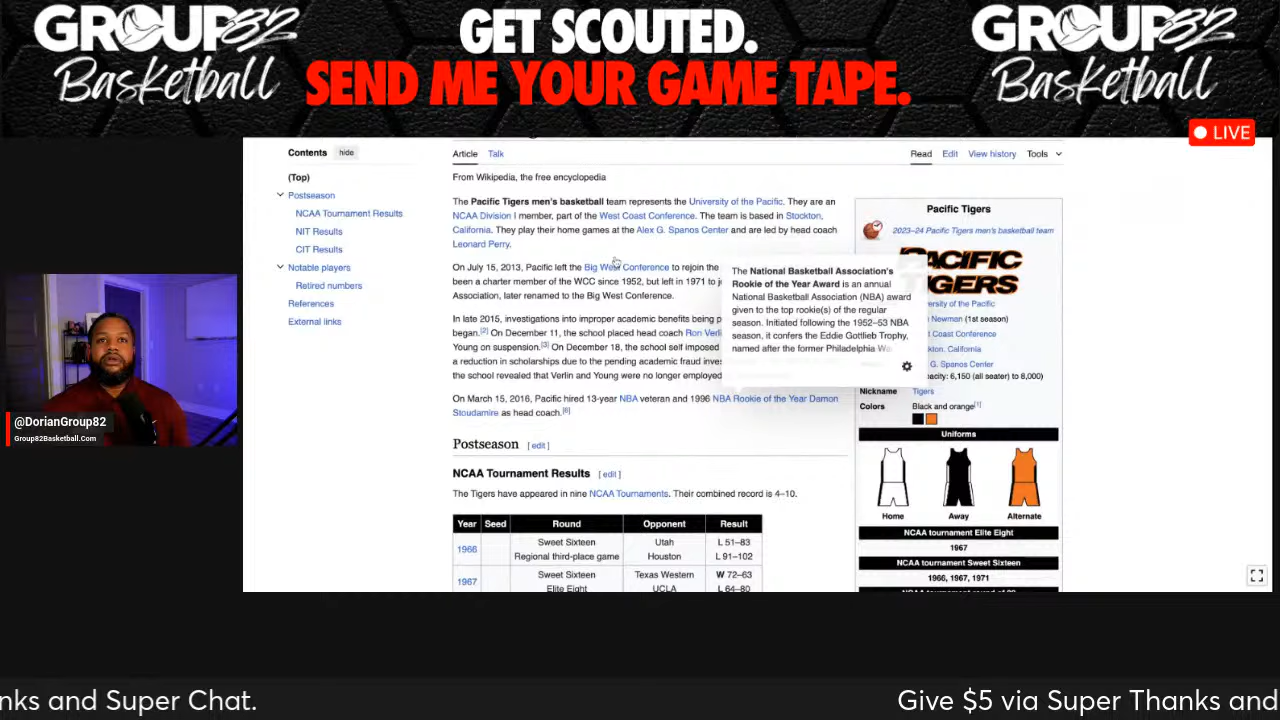 GROUP82
Basketball
GET SCOUTED.
SEND ME YOUR GAME TAPE.
GROUP82
Basketball
LIVE
Contents hide
(Top)
Postseason
NCAA Tournament Results
NIT Results
CIT Results
Notable players
Retired numbers
References
External links
Article Talk
Read Edit View history Tools
From Wikipedia, the free encyclopedia
The Pacific Tigers men's basketball team represents the University of the Pacific. They are an
NCAA Division I member, part of the West Coast Conference. The team is based in Stockton,
California. They play their home games at the Alex G. Spanos Center and are led by head coach
Leonard Perry.
On July 15, 2013, Pacific left the Big West Conference to rejoin the
been a charter member of the WCC since 1952, but left in 1971 to
Association, later renamed to the Big West Conference.
In late 2015, investigations into improper academic benefits being
began.[2] On December 11, the school placed head coach Ron
Young on suspension.[3] On December 18, the school self imposed
a reduction in scholarships due to the pending academic fraud
the school revealed that Verlin and Young were no longer employed
On March 15, 2016, Pacific hired 13-year NBA veteran and 1996 NBA Rookie of the Year Damon
Stoudamire as head coach.[6]
The National Basketball Association's
Rookie of the Year Award is an annual
National Basketball Association (NBA) award
given to the top rookie(s) of the regular
season. Initiated following the 1952–53 NBA
season, it confers the Eddie Gottlieb Trophy,
named after the former Philadelphia
Postseason [ edit ]
NCAA Tournament Results [ edit ]
The Tigers have appeared in nine NCAA Tournaments. Their combined record is 4–10.
Year Seed Round Opponent Result
1966 Sweet Sixteen Utah L 51–83
Regional third-place game Houston L 91–102
1967 Sweet Sixteen Texas Western W 72–63
Elite Eight UCLA L 64–80
Pacific Tigers
2023–24 Pacific Tigers men's basketball team
PACIFIC
TIGERS
of the Pacific
Newman (1st season)
Coast Conference
California
G. Spanos Center
6,150 (all seater) to 8,000)
Nickname Tigers
Colors Black and orange[1]
Uniforms
Home Away Alternate
NCAA tournament Elite Eight
1967
NCAA tournament Sweet Sixteen
1966, 1967, 1971
@DorianGroup82
Group82Basketball.Com
nks and Super Chat. Give $5 via Super Thanks and